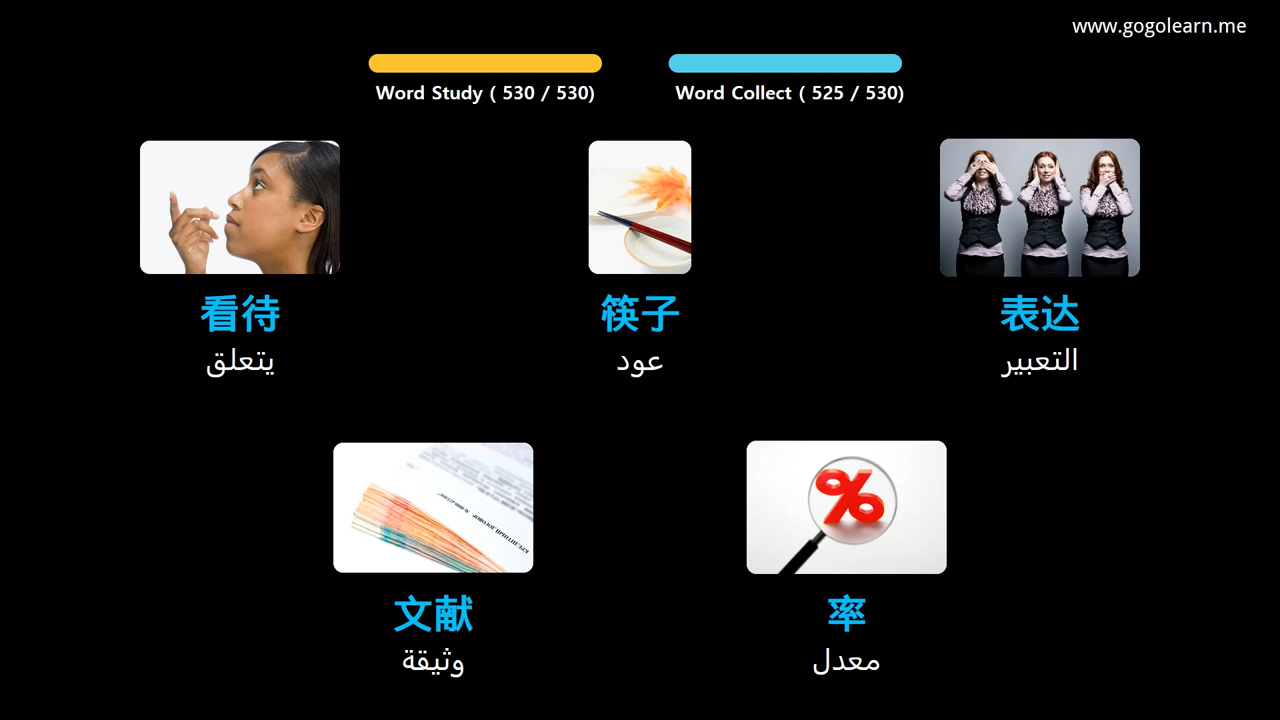 www.gogolearn.me
Word Study ( 530 / 530)
Word Collect ( 525 / 530)
看待
يتعلق
筷子
عود
表达
التعبير
文献
وثيقة
率
معدل